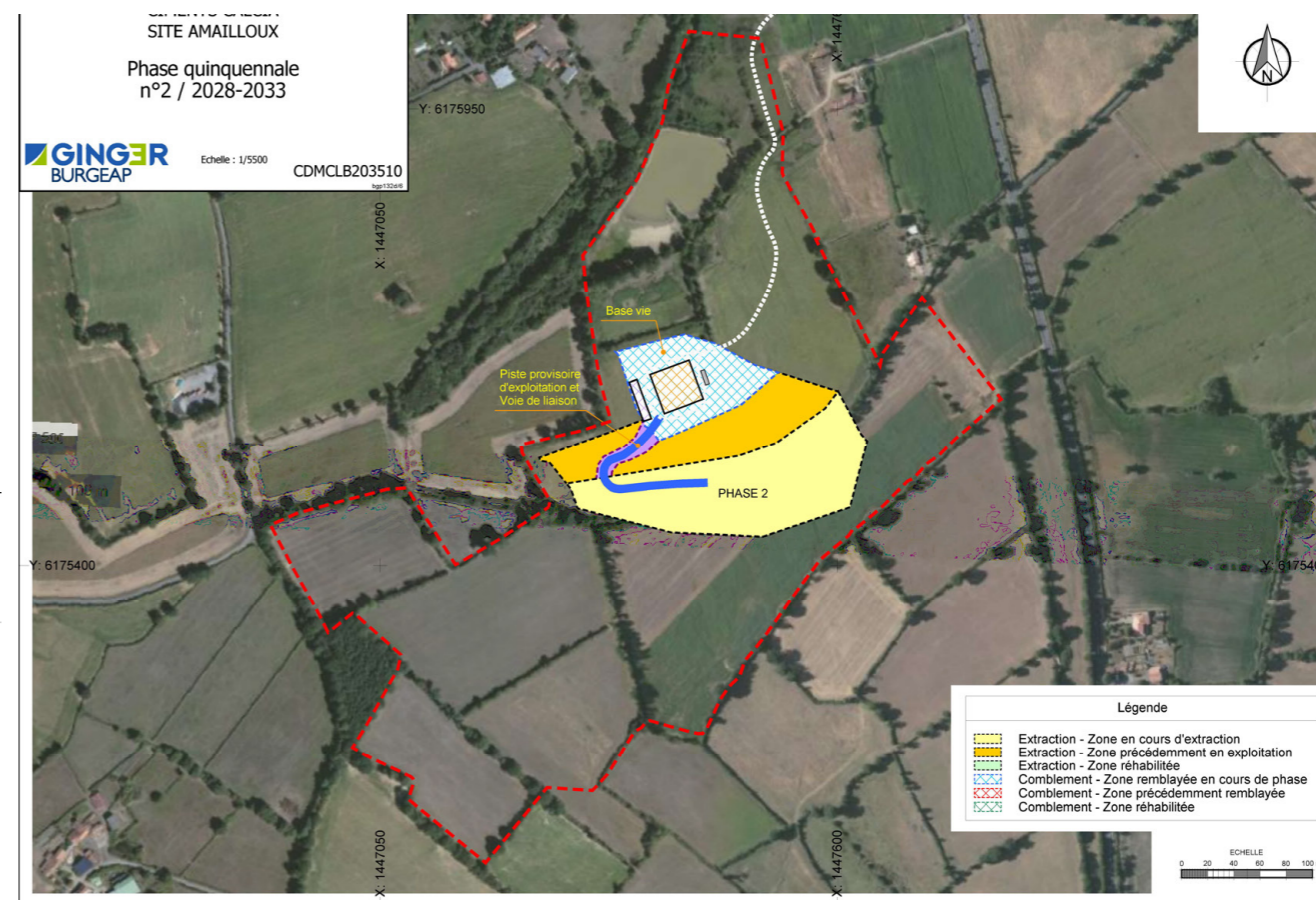 SITE AMAILLOUX
Phase quinquennale
n°2 / 2028-2033
GINGER
BURGEAP
Echelle : 1/5500
CDMCLB203510
bgp132d/6
Y: 6175950
X: 1447050
N
Base vie
Piste provisoire
d'exploitation et
Voie de liaison
PHASE 2
Y: 6175400
X: 1447050
X: 1447600
Légende
Extraction - Zone en cours d'extraction
Extraction - Zone précédemment en exploitation
Extraction - Zone réhabilitée
Comblement - Zone remblayée en cours de phase
Comblement - Zone précédemment remblayée
Comblement - Zone réhabilitée
ECHELLE
0 20 40 60 80 100